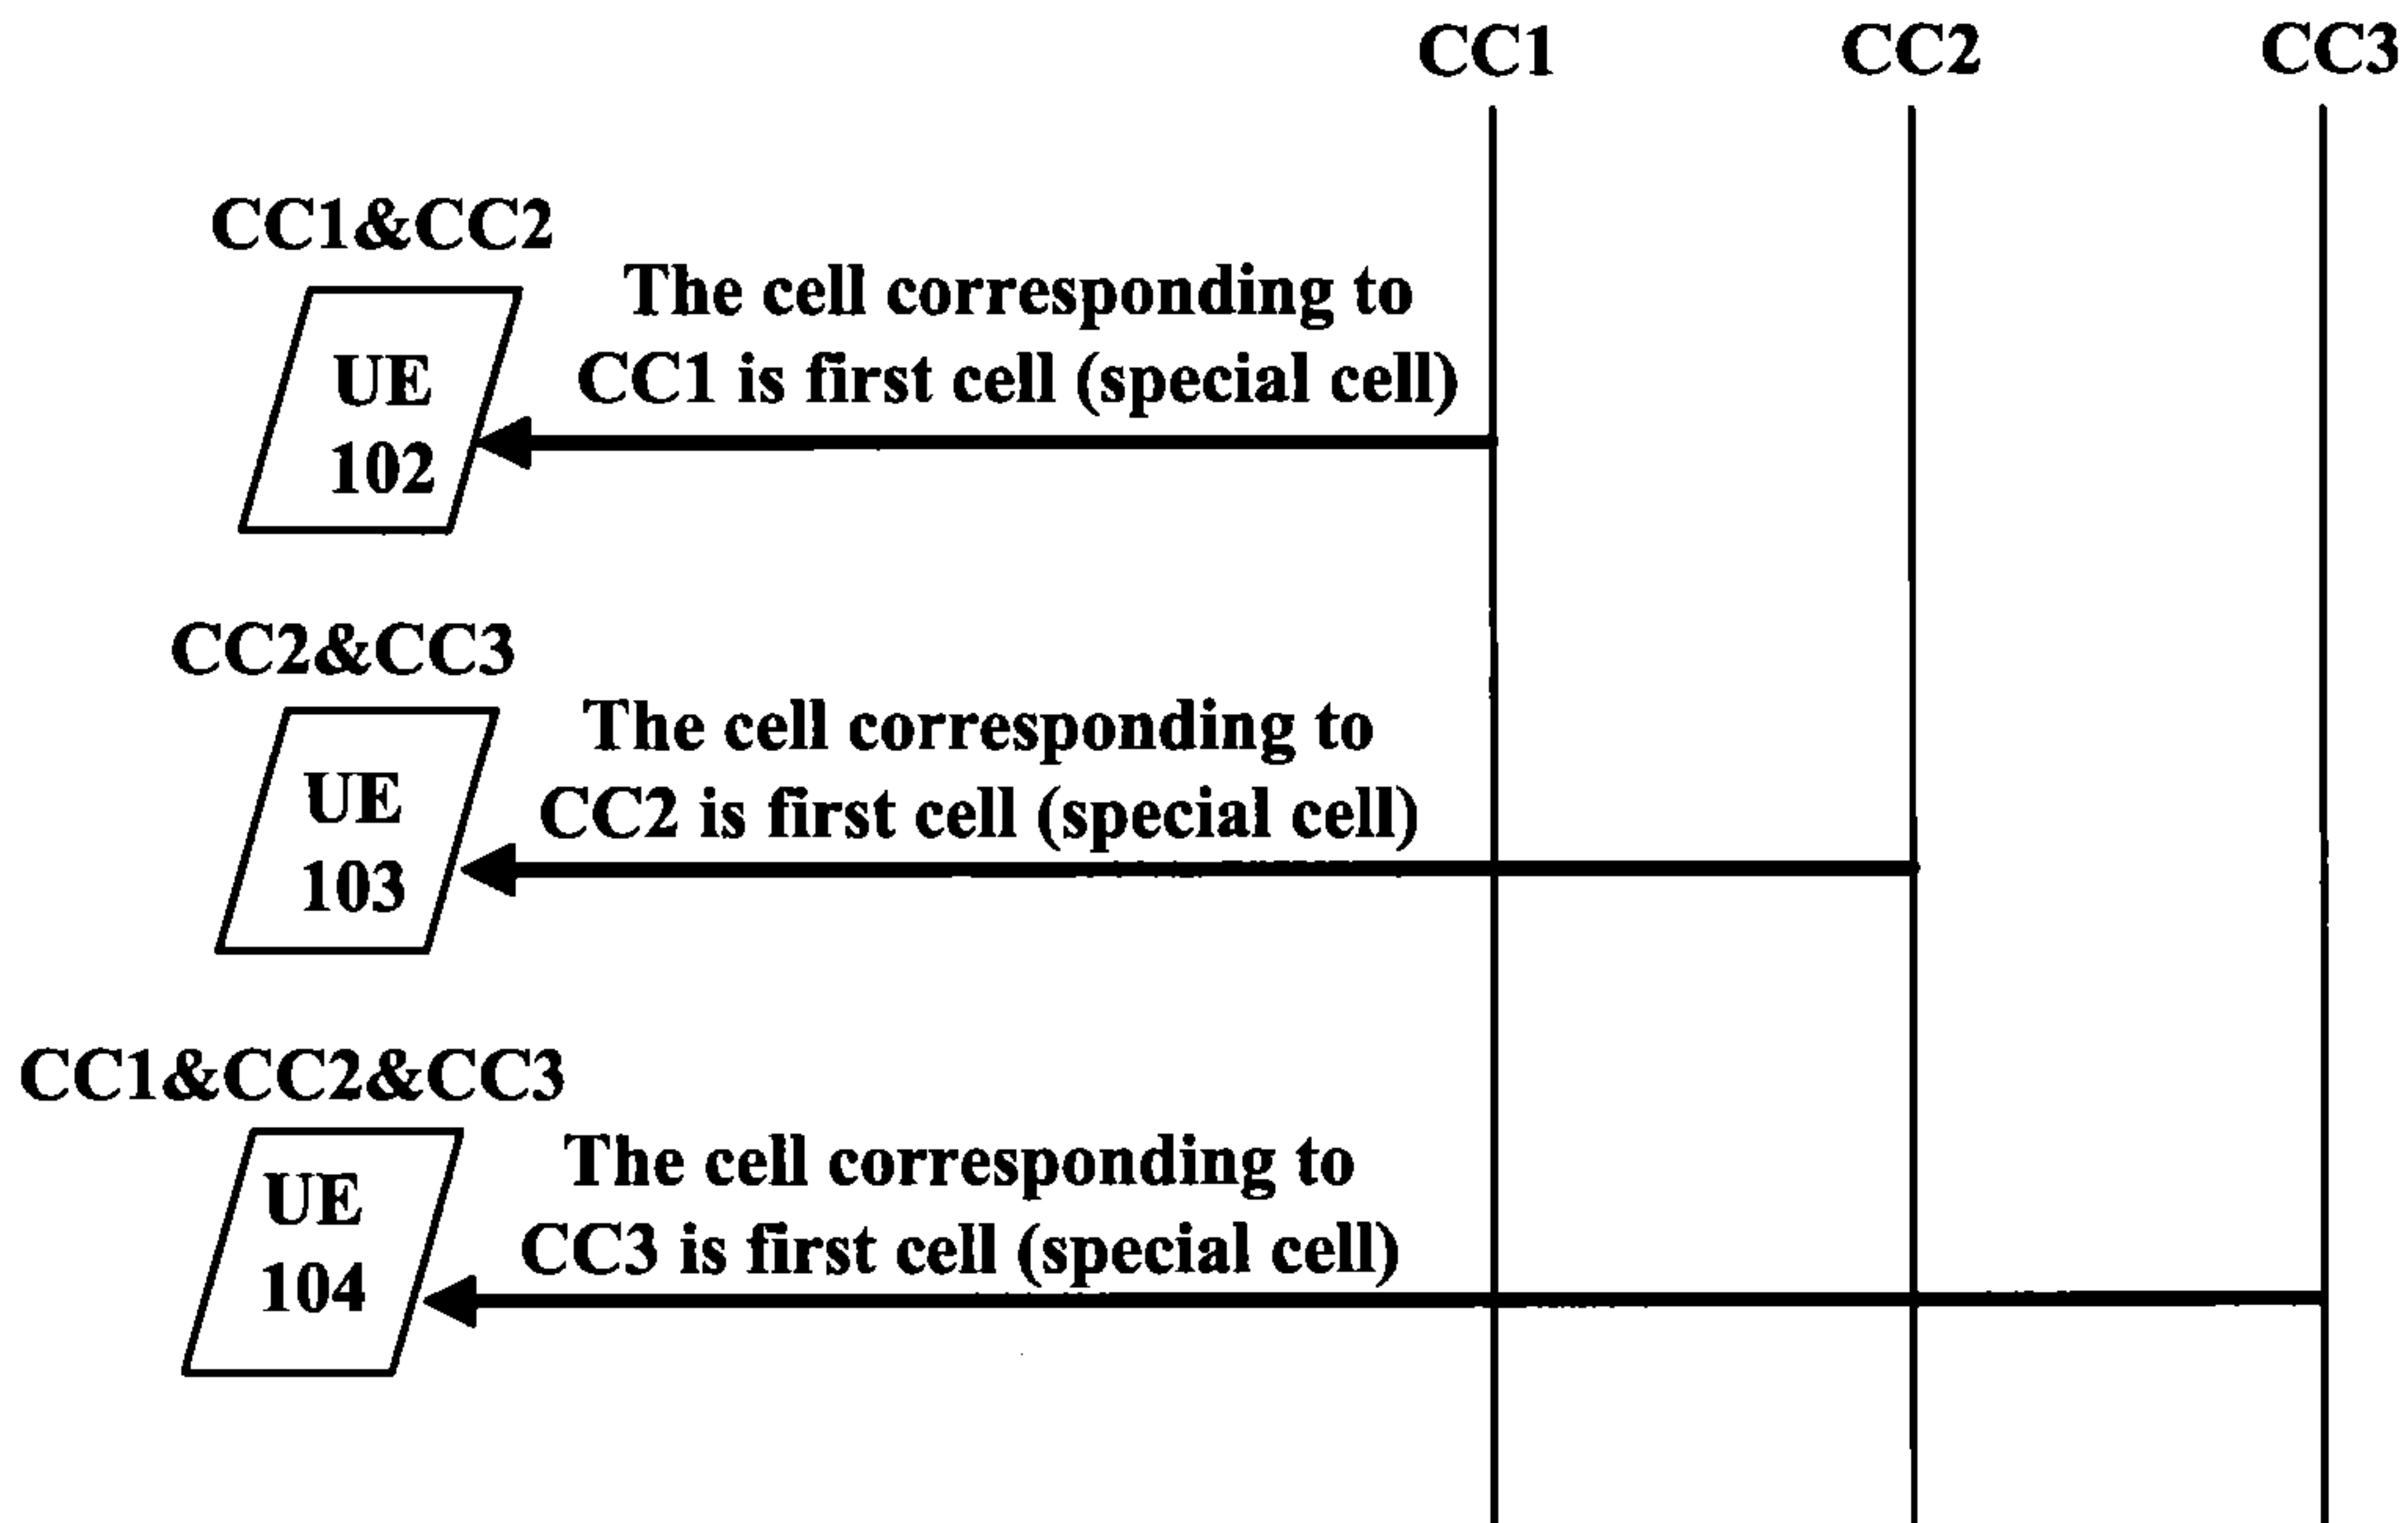 CC1 CC2 CC3
CC1&CC2
The cell corresponding to
CC1 is first cell (special cell)
UE
102
CC2&CC3
The cell corresponding to
CC2 is first cell (special cell)
UE
103
CC1&CC2&CC3
The cell corresponding to
CC3 is first cell (special cell)
UE
104